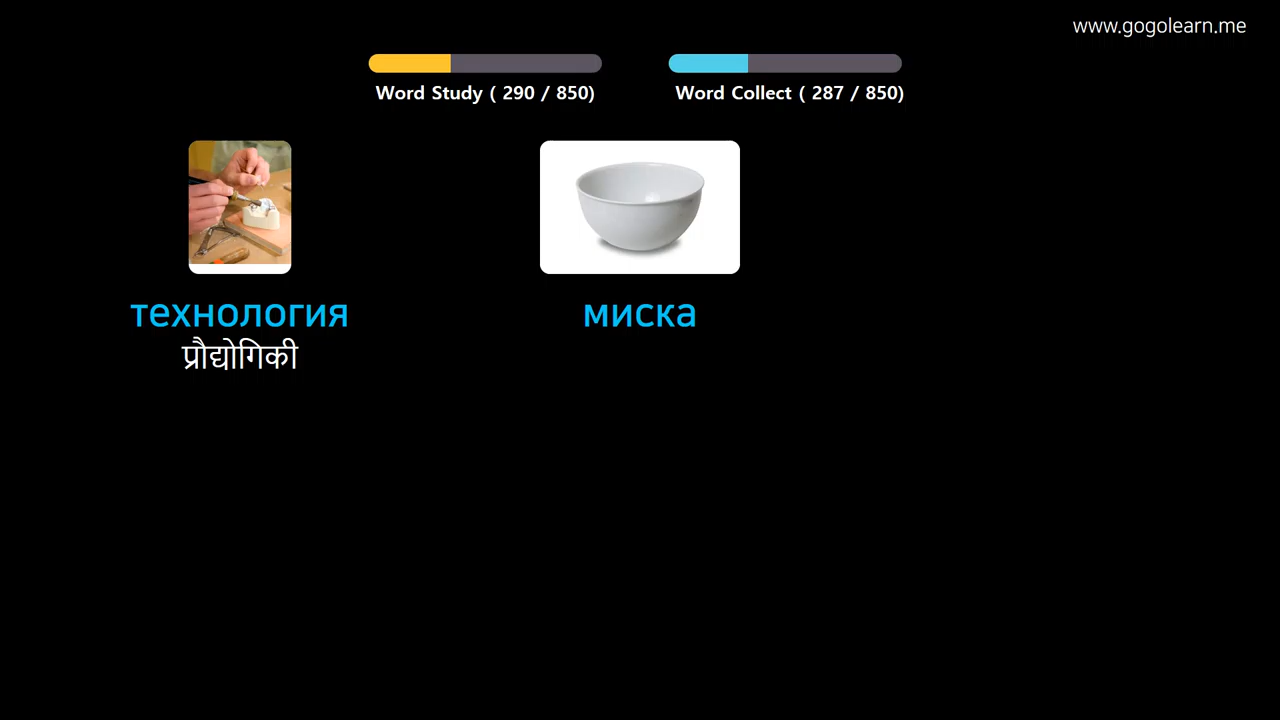 www.gogolearn.me
Word Study ( 290 / 850)
Word Collect ( 287 / 850)
технология
миска
प्रौद्योगिकी